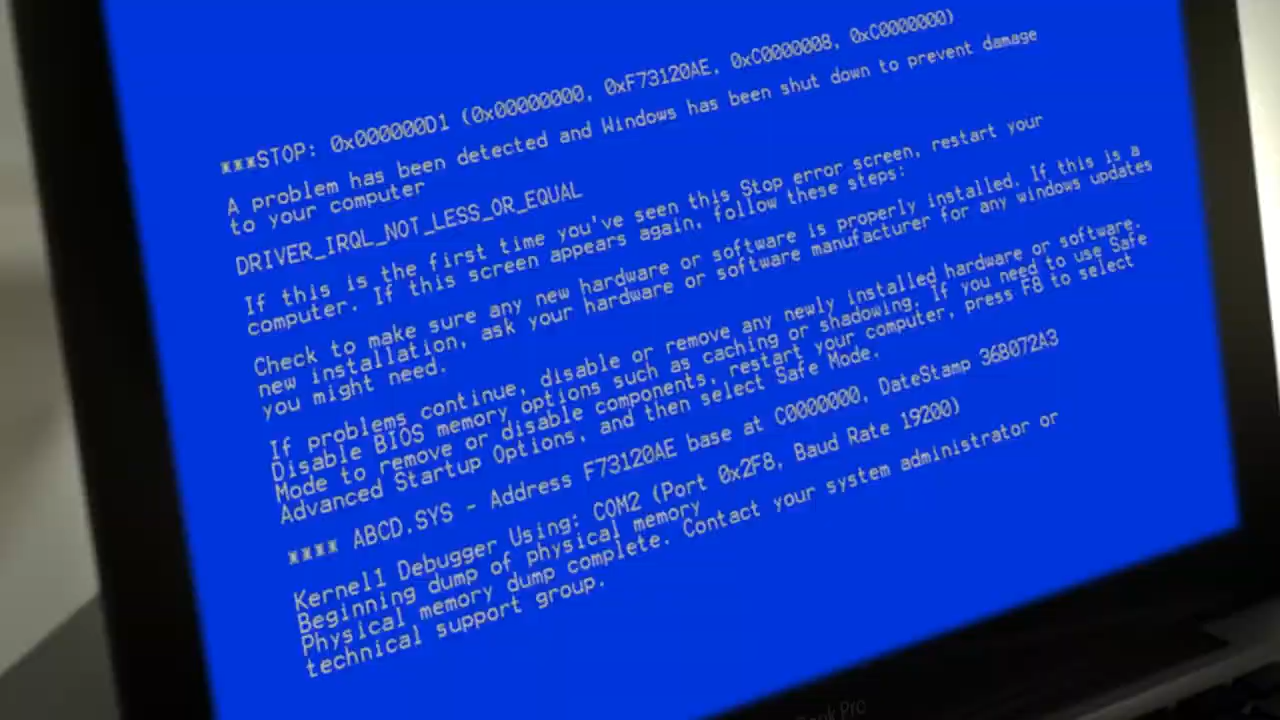 ***STOP: 0x000000D1 (0x00000000, 0xF73120AE, 0xC0000008, 0xC0000000)
A problem has been detected and Windows has been shut down to prevent damage
to your computer
DRIVER_IRQL_NOT_LESS_OR_EQUAL
If this is the first time you've seen this Stop error screen, restart your
computer. If this screen appears again, follow these steps:
Check to make sure any new hardware or software is properly installed. If this is a
new installation, ask your hardware or software manufacturer for any windows updates
you might need.
If problems continue, disable or remove any newly installed hardware or software.
Disable BIOS memory options such as caching or shadowing. If you need to use Safe
Mode to remove or disable components, restart your computer, press F8 to select
Advanced Startup Options, and then select Safe Mode.
**** ABCD.SYS - Address F73120AE base at C0000000, DateStamp 36B072A3
Kernel1 Debugger Using: COM2 (Port 0x2F8, Baud Rate 19200)
Beginning dump of physical memory
Physical memory dump complete. Contact your system administrator or
technical support group.
Pro